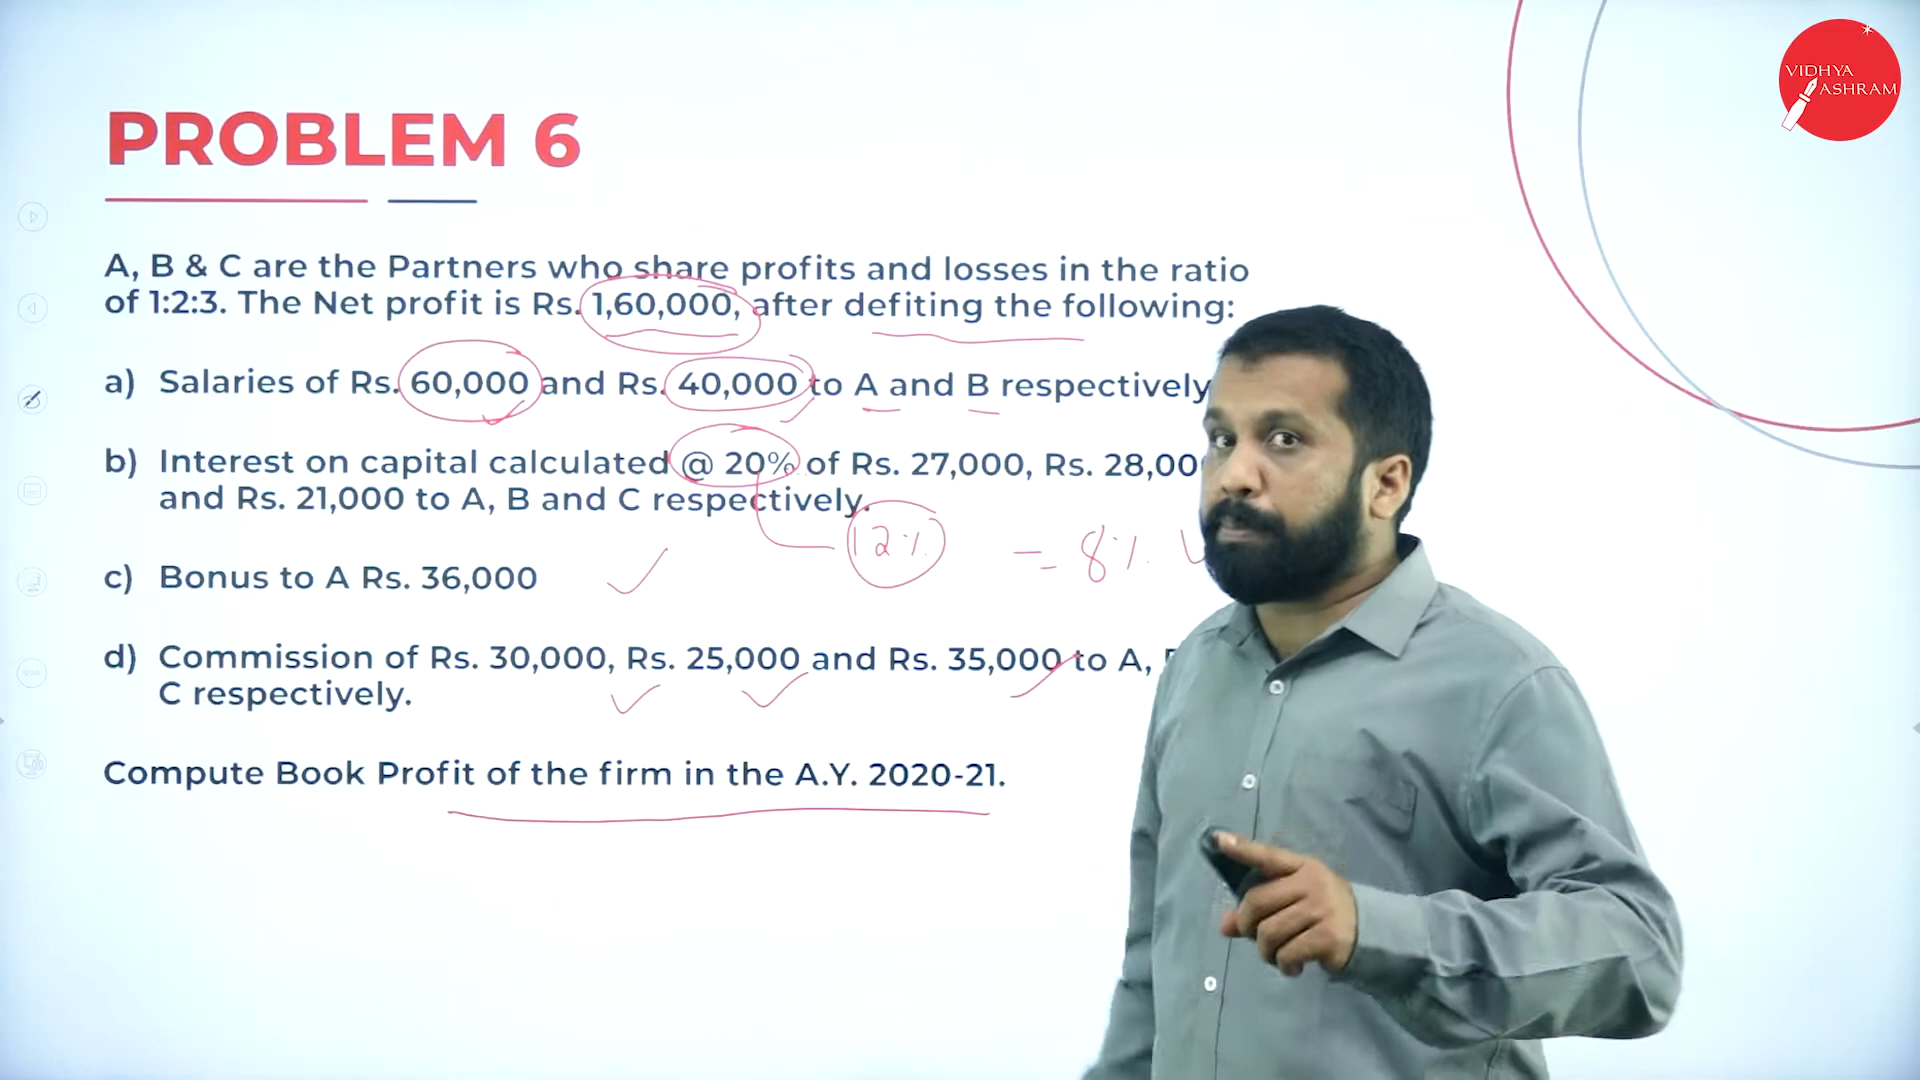 VIDHYA
ASHRAM
PROBLEM 6
A, B & C are the Partners who share profits and losses in the ratio
of 1:2:3. The Net profit is Rs. 1,60,000, after defiting the following:
a) Salaries of Rs. 60,000 and Rs. 40,000 to A and B respectively
b) Interest on capital calculated @ 20% of Rs. 27,000, Rs. 28,00
and Rs. 21,000 to A, B and C respectively.
12% = 8%
c) Bonus to A Rs. 36,000
d) Commission of Rs. 30,000, Rs. 25,000 and Rs. 35,000 to A,
C respectively.
Compute Book Profit of the firm in the A.Y. 2020-21.